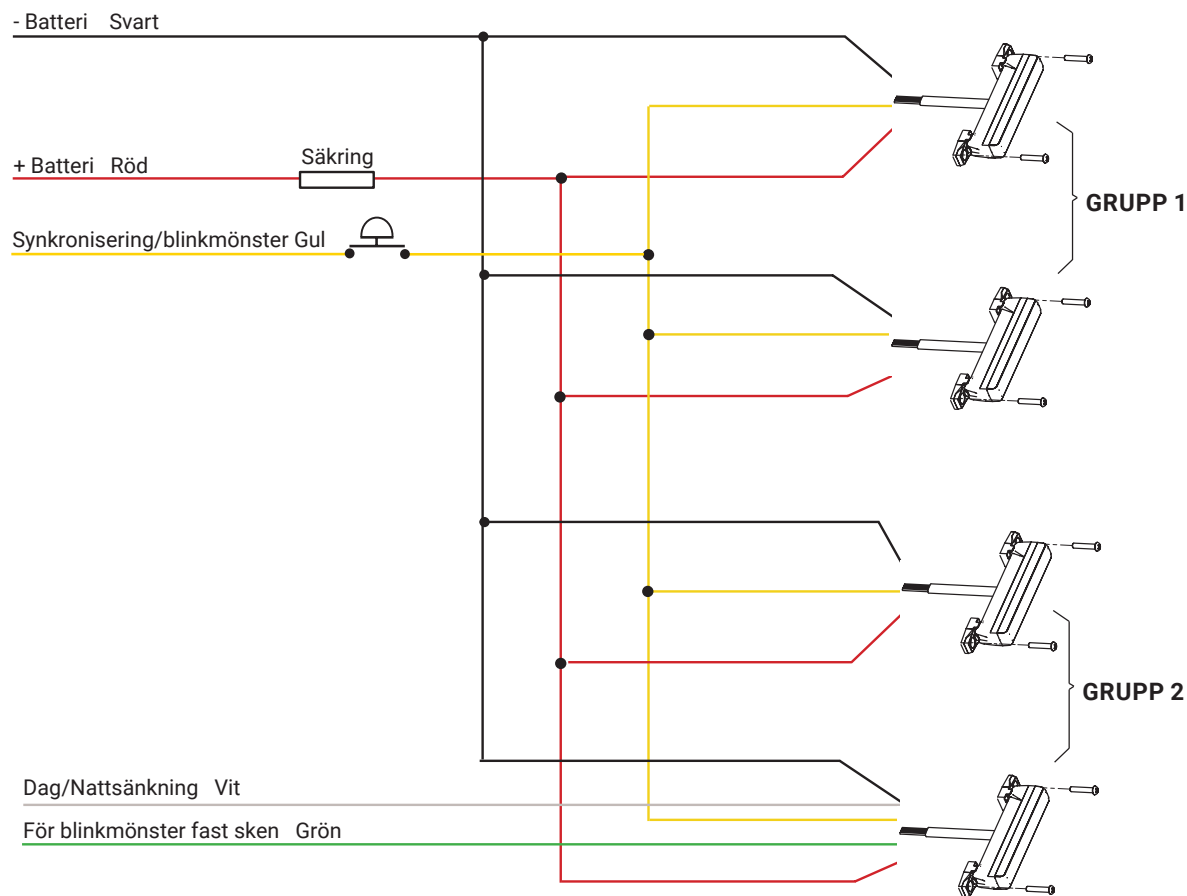 - Batteri Svart
Säkring
+ Batteri Röd
GRUPP 1
Synkronisering/blinkmönster Gul
GRUPP 2
Dag/Nattsänkning Vit
För blinkmönster fast sken Grön